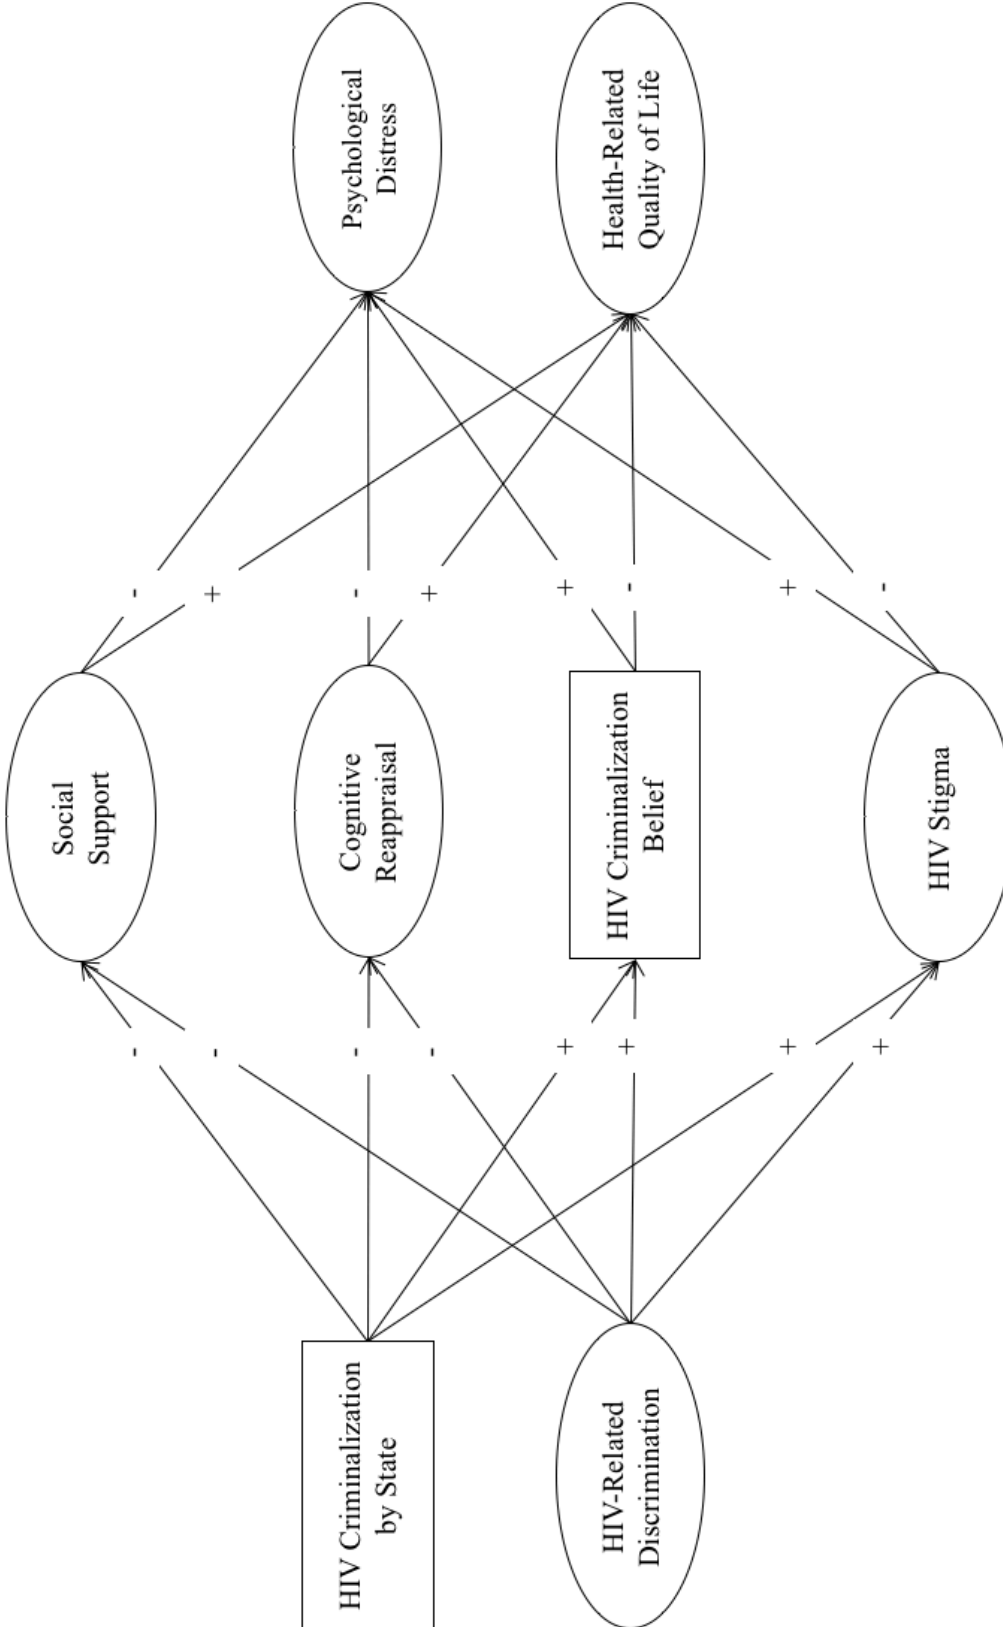 HIV Criminalization
by State
HIV-Related
Discrimination
-
-
-
-
+
+
+
+
Social
Support
Cognitive
Reappraisal
HIV Criminalization
Belief
HIV Stigma
-
+
-
+
+
-
+
-
Psychological
Distress
Health-Related
Quality of Life